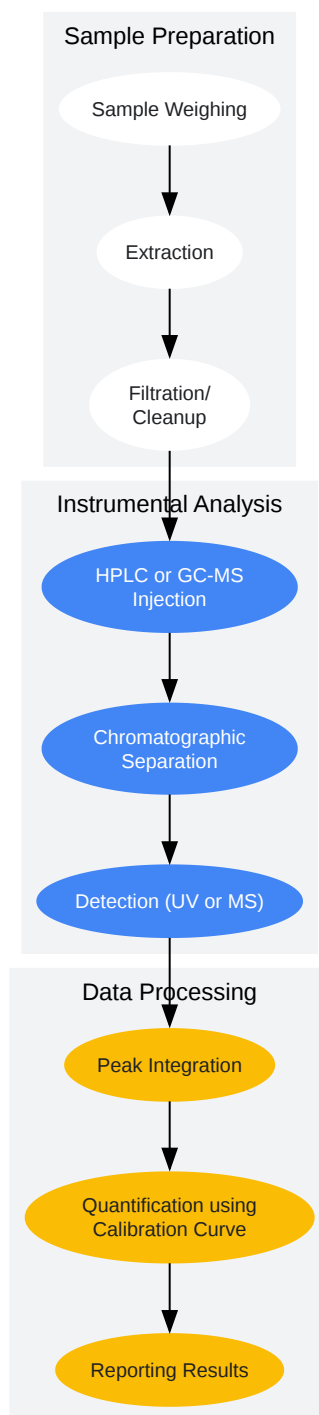 Sample Preparation
Sample Weighing
Extraction
Filtration/
Cleanup
Instrumental Analysis
HPLC or GC-MS
Injection
Chromatographic
Separation
Detection (UV or MS)
Data Processing
Peak Integration
Quantification using
Calibration Curve
Reporting Results